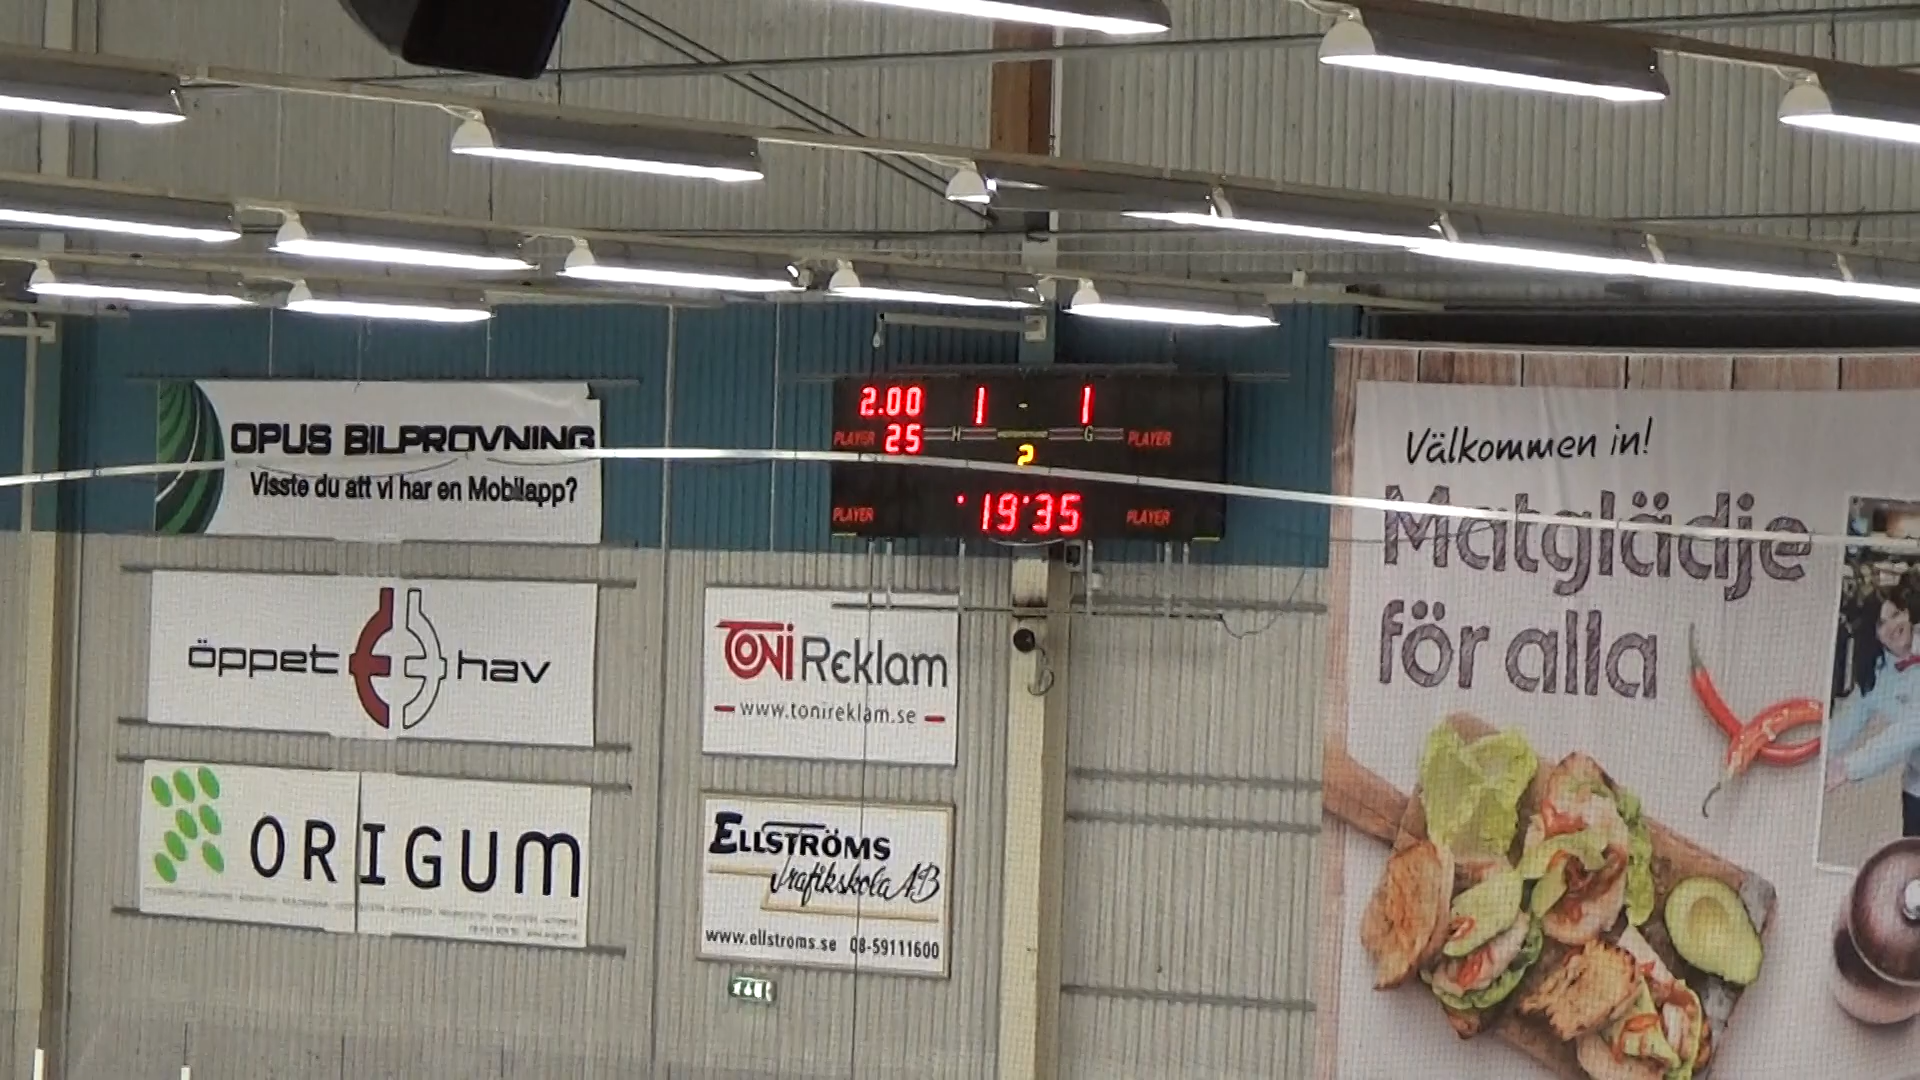 2.00 1 - 1
PLAYER 25 H G PLAYER
2
PLAYER 19:35 PLAYER
OPUS BILPROVNING
Visste du att vi har en Mobilapp?
öppet hav
TONI Reklam
www.tonireklam.se
ORIGUM
ELLSTRÖMS
Trafikskola AB
www.ellstroms.se 08-59111600
Välkommen in!
Matglädje
för alla